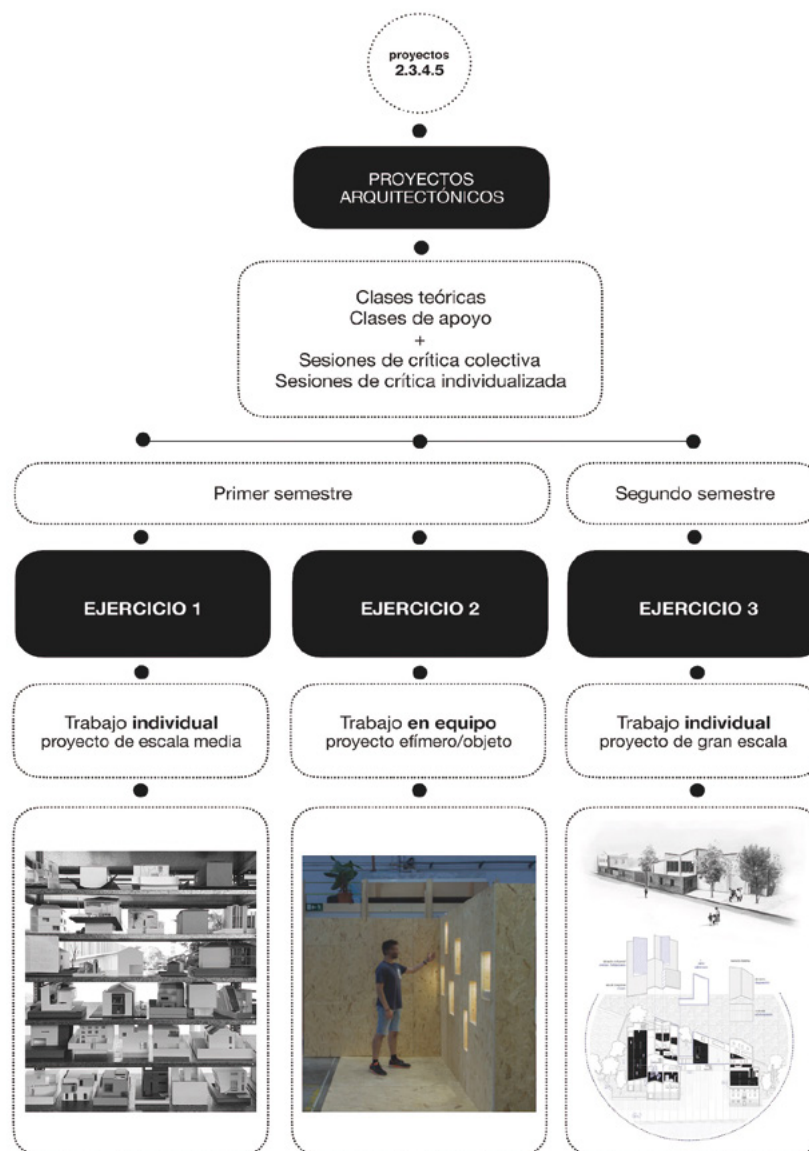 proyectos
2.3.4.5
PROYECTOS
ARQUITECTÓNICOS
Clases teóricas
Clases de apoyo
+
Sesiones de crítica colectiva
Sesiones de crítica individualizada
Primer semestre
Segundo semestre
EJERCICIO 1
EJERCICIO 2
EJERCICIO 3
Trabajo individual
proyecto de escala media
Trabajo en equipo
proyecto efímero/objeto
Trabajo individual
proyecto de gran escala